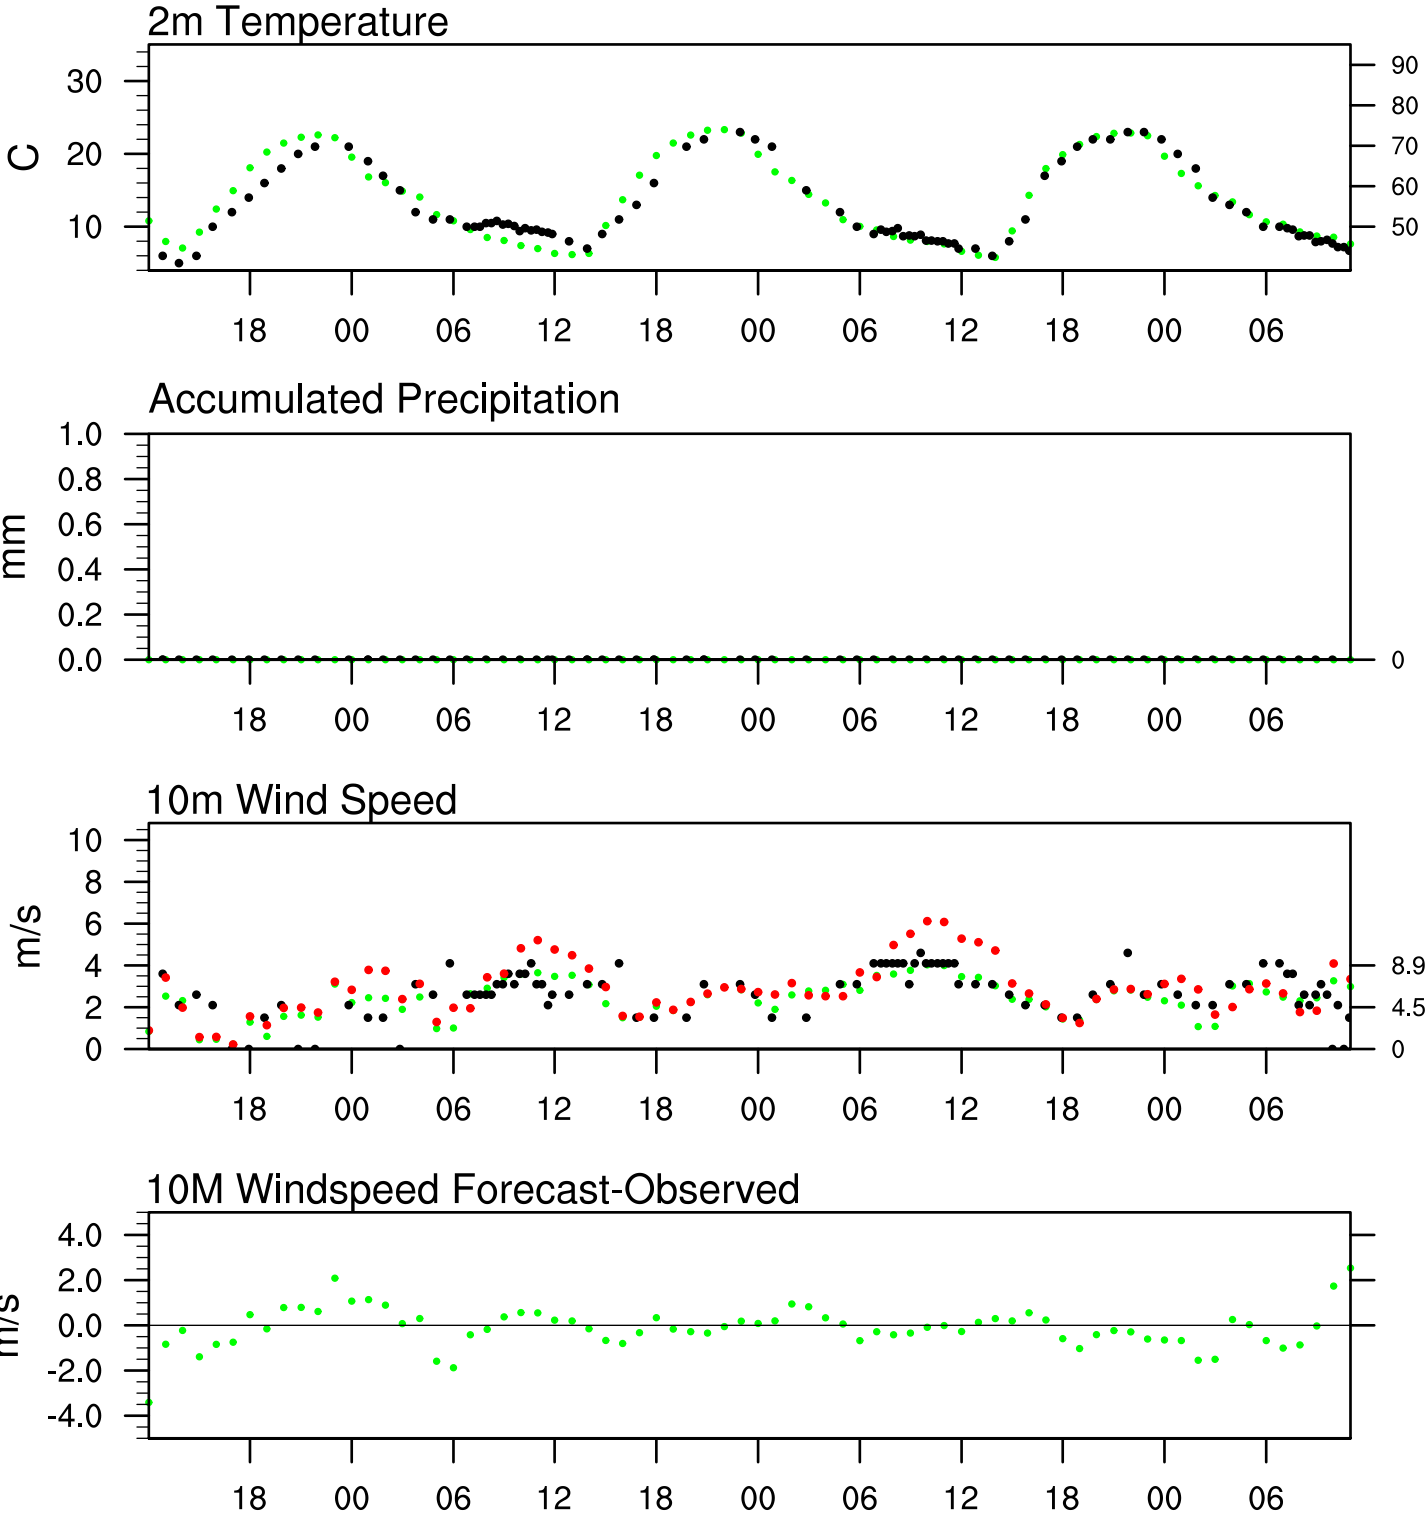 2m Temperature
C
30
20
10
90
80
70
60
50
18 00 06 12 18 00 06 12 18 00 06
Accumulated Precipitation
mm
1.0
0.8
0.6
0.4
0.2
0.0
0
18 00 06 12 18 00 06 12 18 00 06
10m Wind Speed
m/s
10
8
6
4
2
0
8.9
4.5
0
18 00 06 12 18 00 06 12 18 00 06
10M Windspeed Forecast-Observed
m/s
4.0
2.0
0.0
-2.0
-4.0
18 00 06 12 18 00 06 12 18 00 06